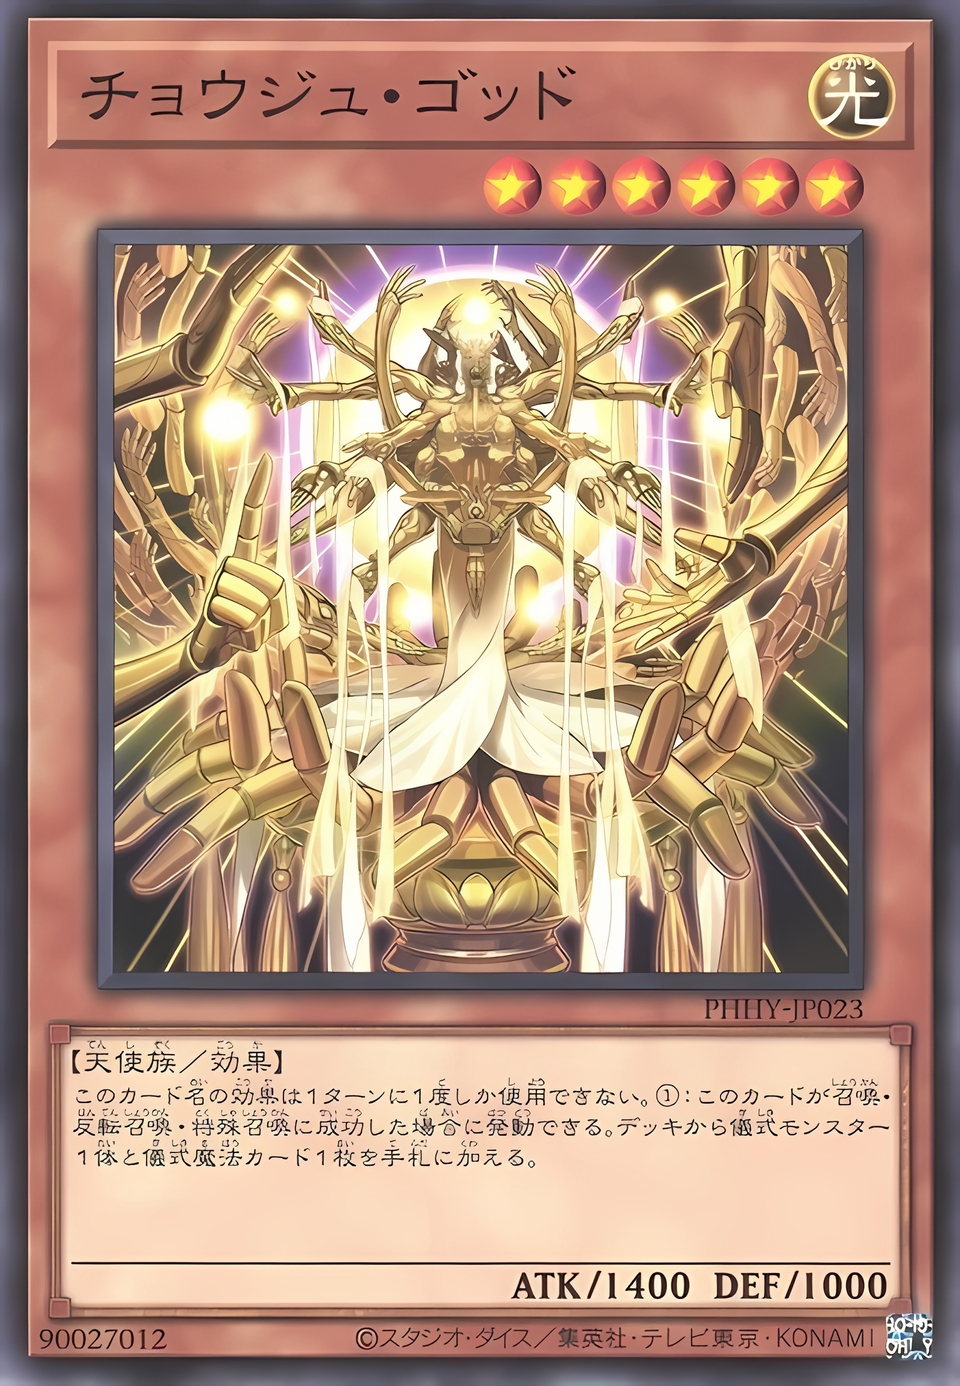 チョウジュ・ゴッド
光
PHHY-JP023
【天使族／効果】
このカード名の効果は1ターンに1度しか使用できない。①：このカードが召喚・
反転召喚・特殊召喚に成功した場合に発動できる。デッキから儀式モンスター
1体と儀式魔法カード1枚を手札に加える。
ATK/1400 DEF/1000
90027012
©スタジオ・ダイス／集英社・テレビ東京・KONAMI